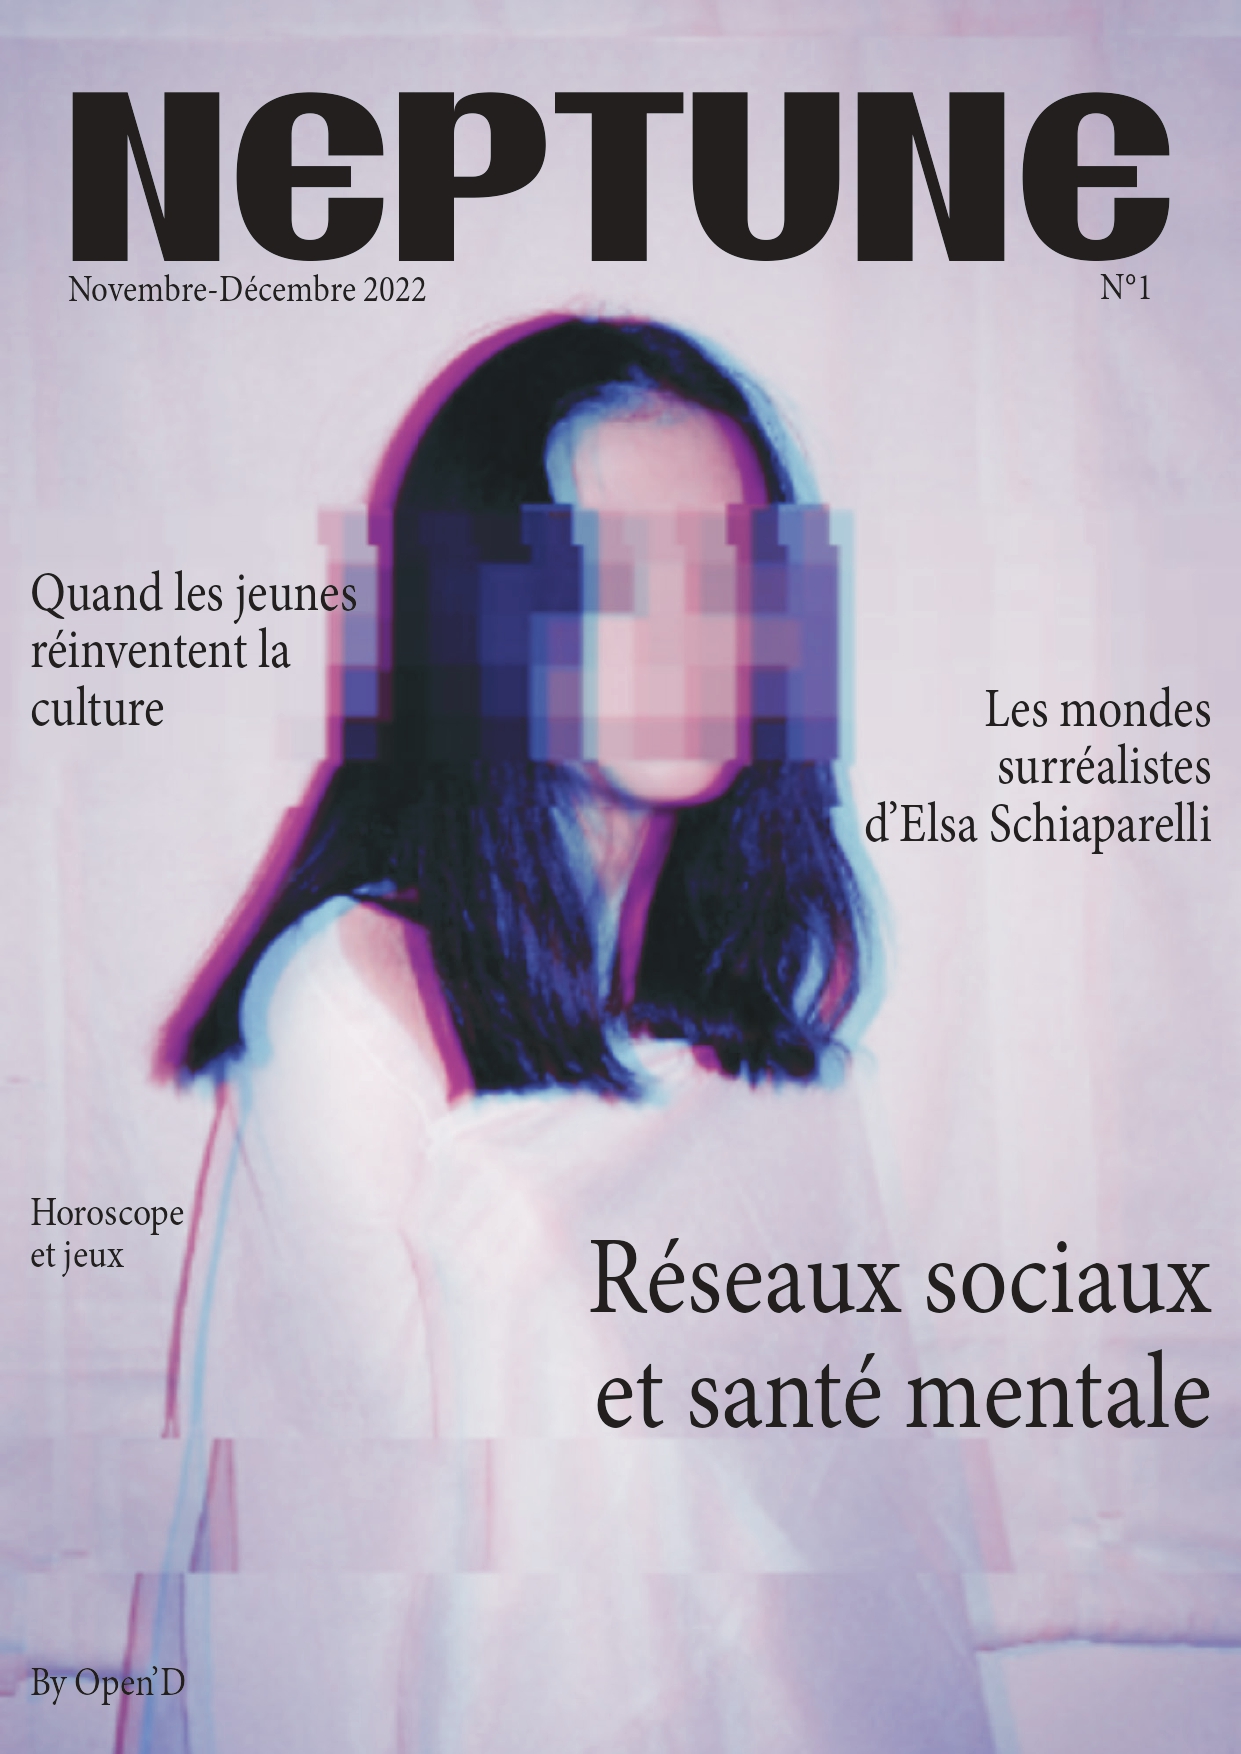 NEPTUNE
Novembre-Décembre 2022
N°1
Quand les jeunes
réinventent la
culture
Les mondes
surréalistes
d’Elsa Schiaparelli
Horoscope
et jeux
Réseaux sociaux
et santé mentale
By Open’D